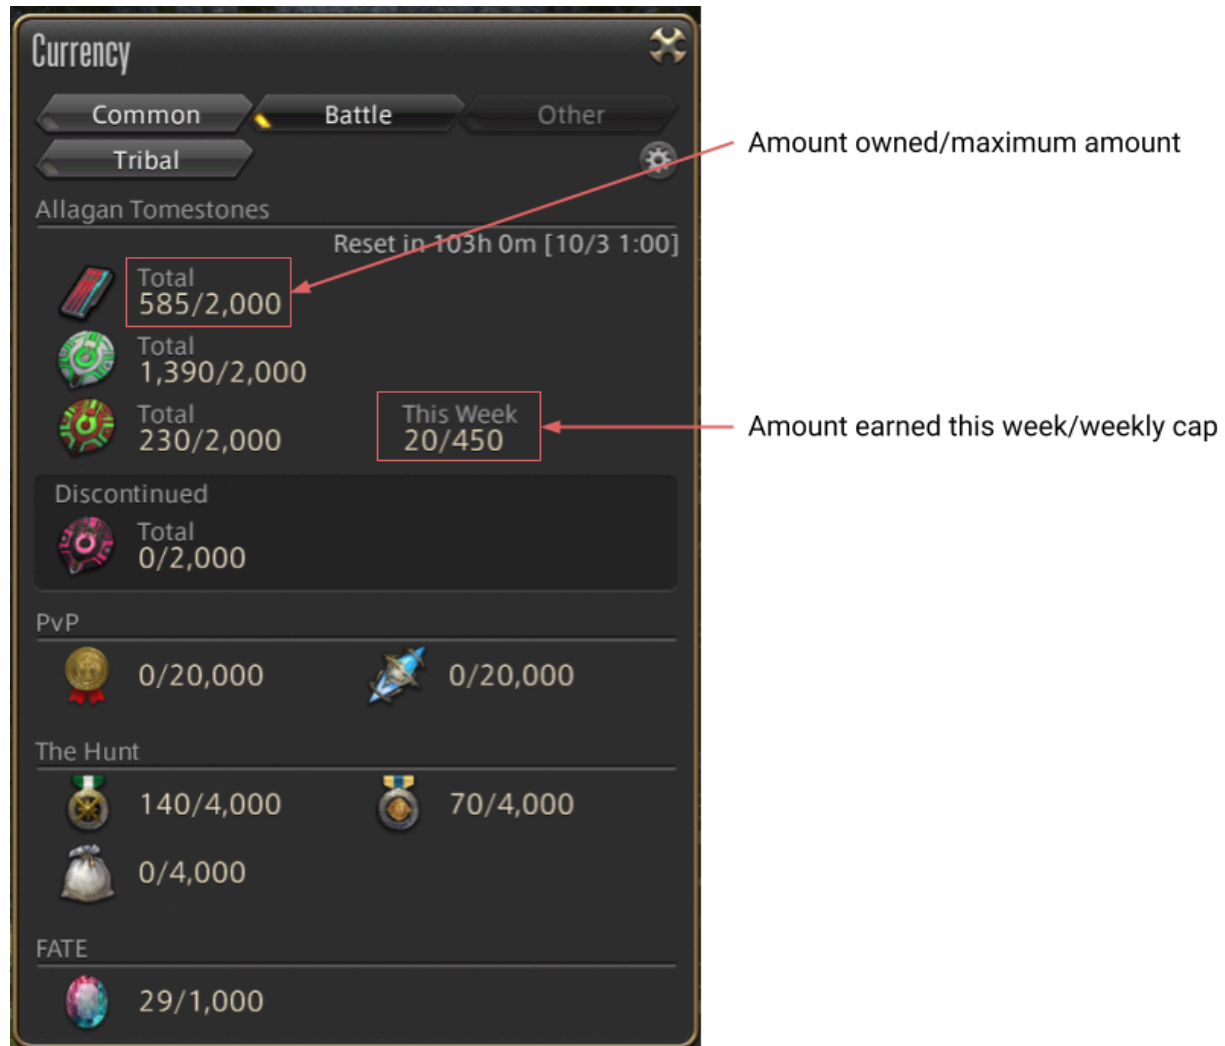 Currency
Common Battle Other
Tribal
Amount owned/maximum amount
Allagan Tomestones
Reset in 103h 0m [10/3 1:00]
Total
585/2,000
Total
1,390/2,000
Total This Week
230/2,000 20/450
Amount earned this week/weekly cap
Discontinued
Total
0/2,000
PvP
0/20,000 0/20,000
The Hunt
140/4,000 70/4,000
0/4,000
FATE
29/1,000